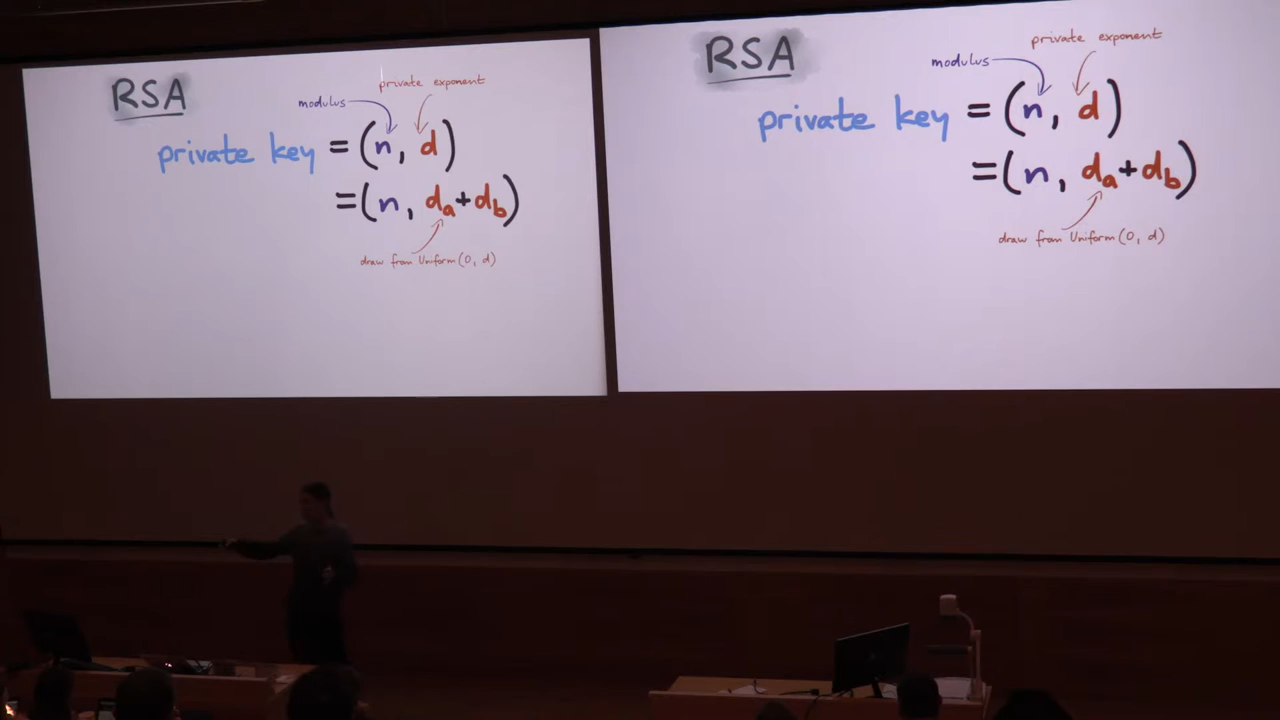 RSA
private exponent
modulus
private key = (n, d)
=(n, da+db)
draw from Uniform(0, d)
RSA
private exponent
modulus
private key = (n, d)
=(n, da+db)
draw from Uniform(0, d)